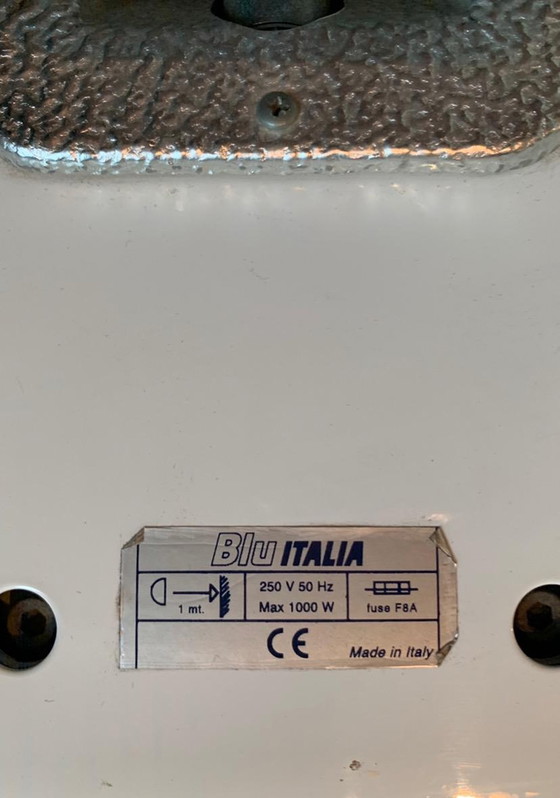 Blu ITALIA
1 mt.
250 V 50 Hz
Max 1000 W
fuse F8A
CE
Made in Italy